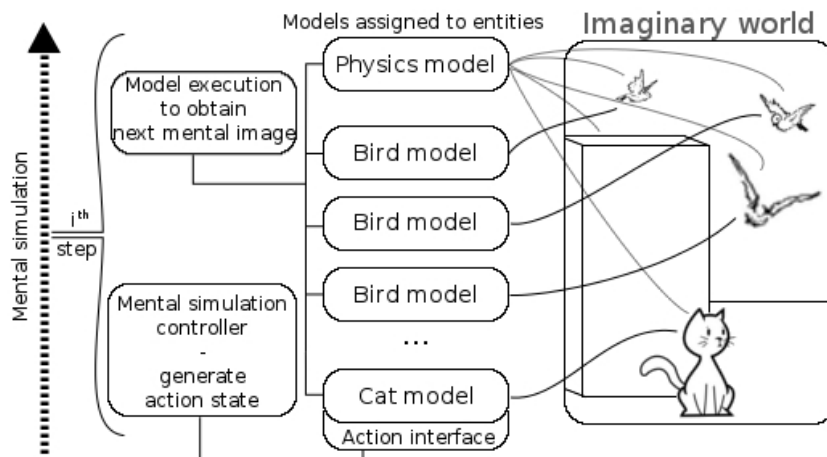 Models assigned to entities
Imaginary world
Mental simulation
i th
step
Model execution
to obtain
next mental image
Mental simulation
controller
-
generate
action state
Physics model
Bird model
Bird model
Bird model
...
Cat model
Action interface